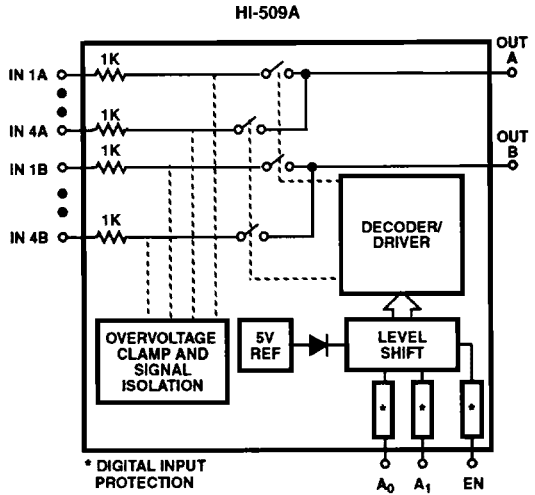 HI-509A
OUT
A
IN 1A
1K
1K
IN 4A
OUT
B
1K
IN 1B
1K
IN 4B
DECODER/
DRIVER
OVERVOLTAGE
CLAMP AND
SIGNAL
ISOLATION
5V
REF
LEVEL
SHIFT
* * *
* DIGITAL INPUT
PROTECTION
A0 A1 EN